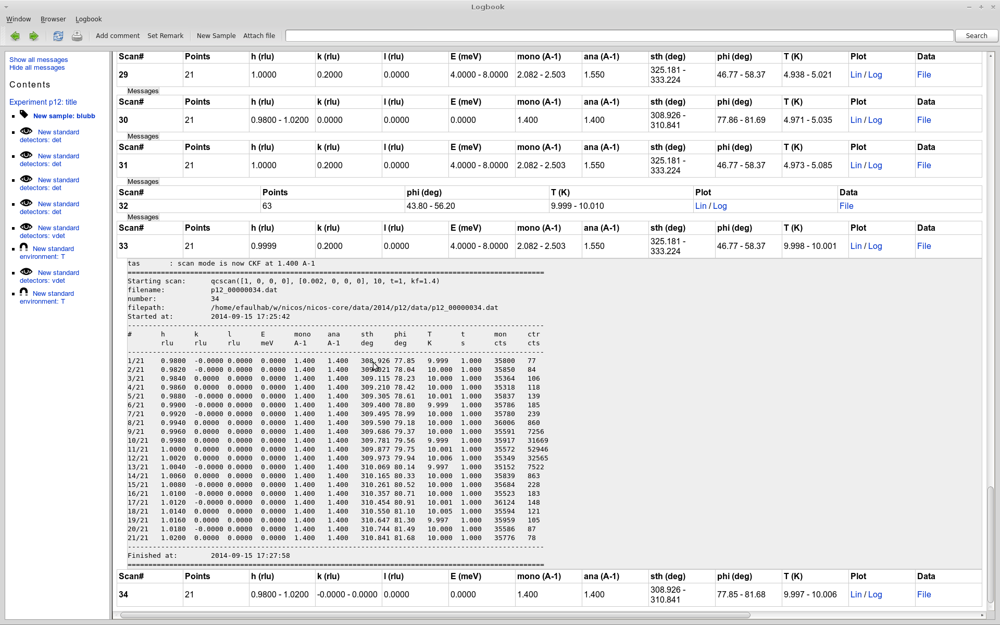 Logbook
Window Browser Logbook
Add comment Set Remark New Sample Attach file Search
Show all messages
Hide all messages
Contents
Experiment p12: title
New sample: blubb
New standard
detectors: det
New standard
detectors: det
New standard
detectors: det
New standard
detectors: det
New standard
detectors: vdet
New standard
environment: T
New standard
detectors: vdet
New standard
environment: T
Scan# Points h (rlu) k (rlu) l (rlu) E (meV) mono (A-1) ana (A-1) sth (deg) phi (deg) T (K) Plot Data
29 21 1.0000 0.2000 0.0000 4.0000 - 8.0000 2.082 - 2.503 1.550 325.181 - 333.224 46.77 - 58.37 4.938 - 5.021 Lin / Log File
Messages
Scan# Points h (rlu) k (rlu) l (rlu) E (meV) mono (A-1) ana (A-1) sth (deg) phi (deg) T (K) Plot Data
30 21 0.9800 - 1.0200 0.0000 0.0000 0.0000 1.400 1.400 308.926 - 310.841 77.86 - 81.69 4.971 - 5.035 Lin / Log File
Messages
Scan# Points h (rlu) k (rlu) l (rlu) E (meV) mono (A-1) ana (A-1) sth (deg) phi (deg) T (K) Plot Data
31 21 1.0000 0.2000 0.0000 4.0000 - 8.0000 2.082 - 2.503 1.550 325.181 - 333.224 46.77 - 58.37 4.973 - 5.085 Lin / Log File
Messages
Scan# Points phi (deg) T (K) Plot Data
32 63 43.80 - 56.20 9.999 - 10.010 Lin / Log File
Messages
Scan# Points h (rlu) k (rlu) l (rlu) E (meV) mono (A-1) ana (A-1) sth (deg) phi (deg) T (K) Plot Data
33 21 0.9999 0.2000 0.0000 4.0000 - 8.0000 2.082 - 2.503 1.550 325.181 - 333.224 46.77 - 58.37 9.998 - 10.001 Lin / Log File
tas : scan mode is now CKF at 1.400 A-1
====================================================================================================
Starting scan: qcscan([1, 0, 0, 0], [0.002, 0, 0, 0], 10, t=1, kf=1.4)
filename: p12_00000034.dat
number: 34
filepath: /home/efaulhab/w/nicos/nicos-core/data/2014/p12/data/p12_00000034.dat
Started at: 2014-09-15 17:25:42
----------------------------------------------------------------------------------------------------
# h k l E mono ana sth phi T t mon ctr
rlu rlu rlu meV A-1 A-1 deg deg K s cts cts
----------------------------------------------------------------------------------------------------
1/21 0.9800 -0.0000 0.0000 0.0000 1.400 1.400 308.926 77.85 9.999 1.000 35800 77
2/21 0.9820 -0.0000 0.0000 0.0000 1.400 1.400 309.021 78.04 10.000 1.000 35850 84
3/21 0.9840 0.0000 0.0000 0.0000 1.400 1.400 309.115 78.23 10.000 1.000 35364 106
4/21 0.9860 0.0000 0.0000 0.0000 1.400 1.400 309.210 78.42 10.000 1.000 35318 118
5/21 0.9880 -0.0000 0.0000 0.0000 1.400 1.400 309.305 78.61 10.001 1.000 35837 139
6/21 0.9900 -0.0000 0.0000 0.0000 1.400 1.400 309.400 78.80 9.999 1.000 35786 185
7/21 0.9920 -0.0000 0.0000 0.0000 1.400 1.400 309.495 78.99 10.000 1.000 35780 239
8/21 0.9940 0.0000 0.0000 0.0000 1.400 1.400 309.590 79.18 10.000 1.000 36006 860
9/21 0.9960 0.0000 0.0000 0.0000 1.400 1.400 309.686 79.37 10.000 1.000 35591 7256
10/21 0.9980 0.0000 0.0000 0.0000 1.400 1.400 309.781 79.56 9.999 1.000 35917 31669
11/21 1.0000 0.0000 0.0000 0.0000 1.400 1.400 309.877 79.75 10.001 1.000 35572 52946
12/21 1.0020 0.0000 0.0000 0.0000 1.400 1.400 309.973 79.94 10.006 1.000 35349 32565
13/21 1.0040 -0.0000 0.0000 0.0000 1.400 1.400 310.069 80.14 9.997 1.000 35152 7522
14/21 1.0060 0.0000 0.0000 0.0000 1.400 1.400 310.165 80.33 10.000 1.000 35839 863
15/21 1.0080 -0.0000 0.0000 0.0000 1.400 1.400 310.261 80.52 10.000 1.000 35684 228
16/21 1.0100 -0.0000 0.0000 0.0000 1.400 1.400 310.357 80.71 10.000 1.000 35523 183
17/21 1.0120 -0.0000 0.0000 0.0000 1.400 1.400 310.454 80.91 10.001 1.000 36124 148
18/21 1.0140 0.0000 0.0000 0.0000 1.400 1.400 310.550 81.10 10.005 1.000 35594 121
19/21 1.0160 0.0000 0.0000 0.0000 1.400 1.400 310.647 81.30 9.997 1.000 35959 105
20/21 1.0180 -0.0000 0.0000 0.0000 1.400 1.400 310.744 81.49 10.000 1.000 35586 87
21/21 1.0200 0.0000 0.0000 0.0000 1.400 1.400 310.841 81.68 10.000 1.000 35776 78
----------------------------------------------------------------------------------------------------
Finished at: 2014-09-15 17:27:58
====================================================================================================
Scan# Points h (rlu) k (rlu) l (rlu) E (meV) mono (A-1) ana (A-1) sth (deg) phi (deg) T (K) Plot Data
34 21 0.9800 - 1.0200 -0.0000 - 0.0000 0.0000 0.0000 1.400 1.400 308.926 - 310.841 77.85 - 81.68 9.997 - 10.006 Lin / Log File